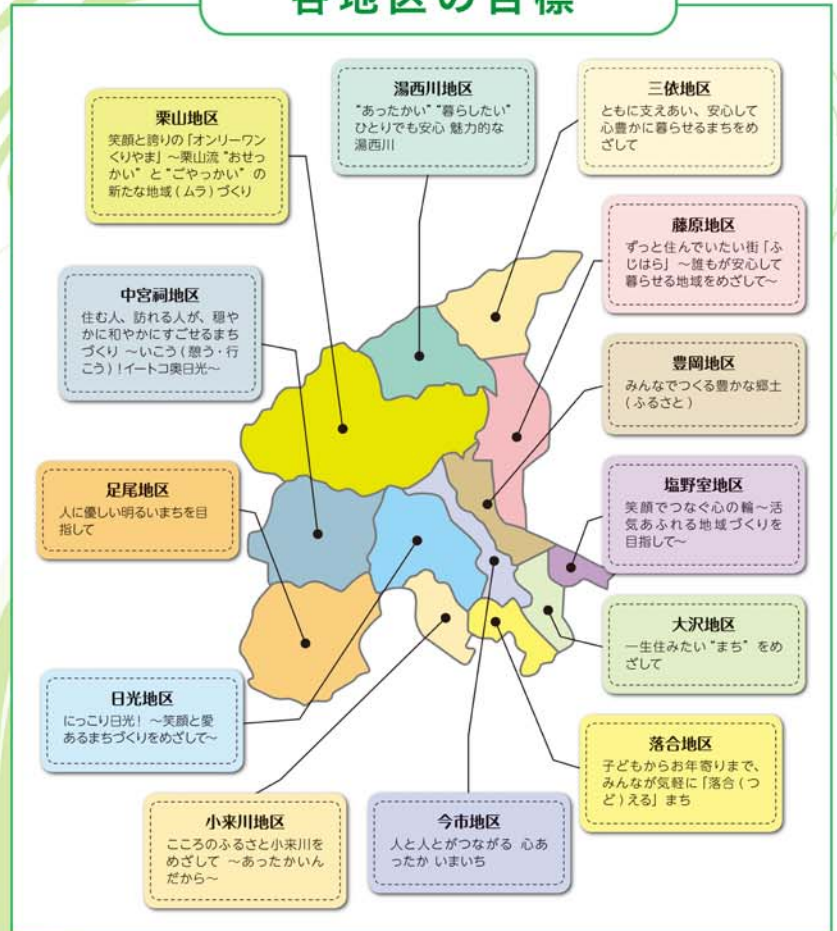 各地区の目標
湯西川地区
“あったかい” “暮らしたい”
ひとりでも安心 魅力的な
湯西川
三依地区
ともに支えあい、安心して
心豊かに暮らせるまちをめ
ざして
栗山地区
笑顔と誇りの「オンリーワン
くりやま」～栗山流 “おせっ
かい” と “ごやっかい” の
新たな地域(ムラ)づくり
藤原地区
ずっと住んでいたい街「ふ
じはら」～誰もが安心して
暮らせる地域をめざして～
中宮祠地区
住む人、訪れる人が、穏や
かに和やかにすごせるまち
づくり ～いこう(憩う・行
こう)!イートコ奥日光～
豊岡地区
みんなでつくる豊かな郷土
(ふるさと)
足尾地区
人に優しい明るいまちを目
指して
塩野室地区
笑顔でつなぐ心の輪～活
気あふれる地域づくりを
目指して～
大沢地区
一生住みたい “まち” をめ
ざして
日光地区
にっこり日光! ～笑顔と愛
あるまちづくりをめざして～
落合地区
子どもからお年寄りまで、
みんなが気軽に「落合(つ
ど)える」まち
小来川地区
こころのふるさと小来川を
めざして ～あったかいん
だから～
今市地区
人と人とがつながる 心あ
ったか いまいち